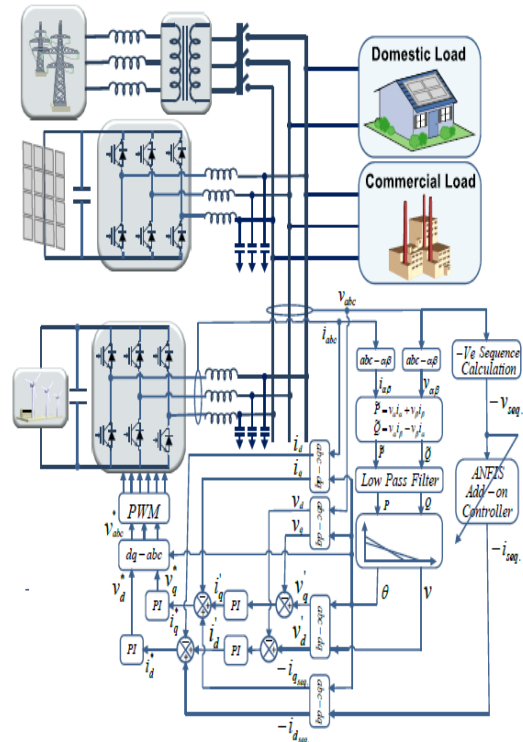 Domestic Load
Commercial Load
v_abc
i_abc
abc-αβ
abc-αβ
-Ve Sequence
Calculation
i_αβ
v_αβ
-v_seq.
P̃=v_α i_α+v_β i_β
Q̃=v_α i_β-v_β i_α
P̃
Q̃
Low Pass Filter
P
Q
ANFIS
Add-on
Controller
-i_seq.
i_d
i_q
abc-dq
v_d
v_q
abc-dq
PWM
v*_abc
dq-abc
v*_d
v*_q
PI
i*_q
i'_q
PI
v'_q
abc-dq
θ
v
PI
i*_d
i'_d
PI
v'_d
-i_q seq.
abc-dq
-i_d seq.